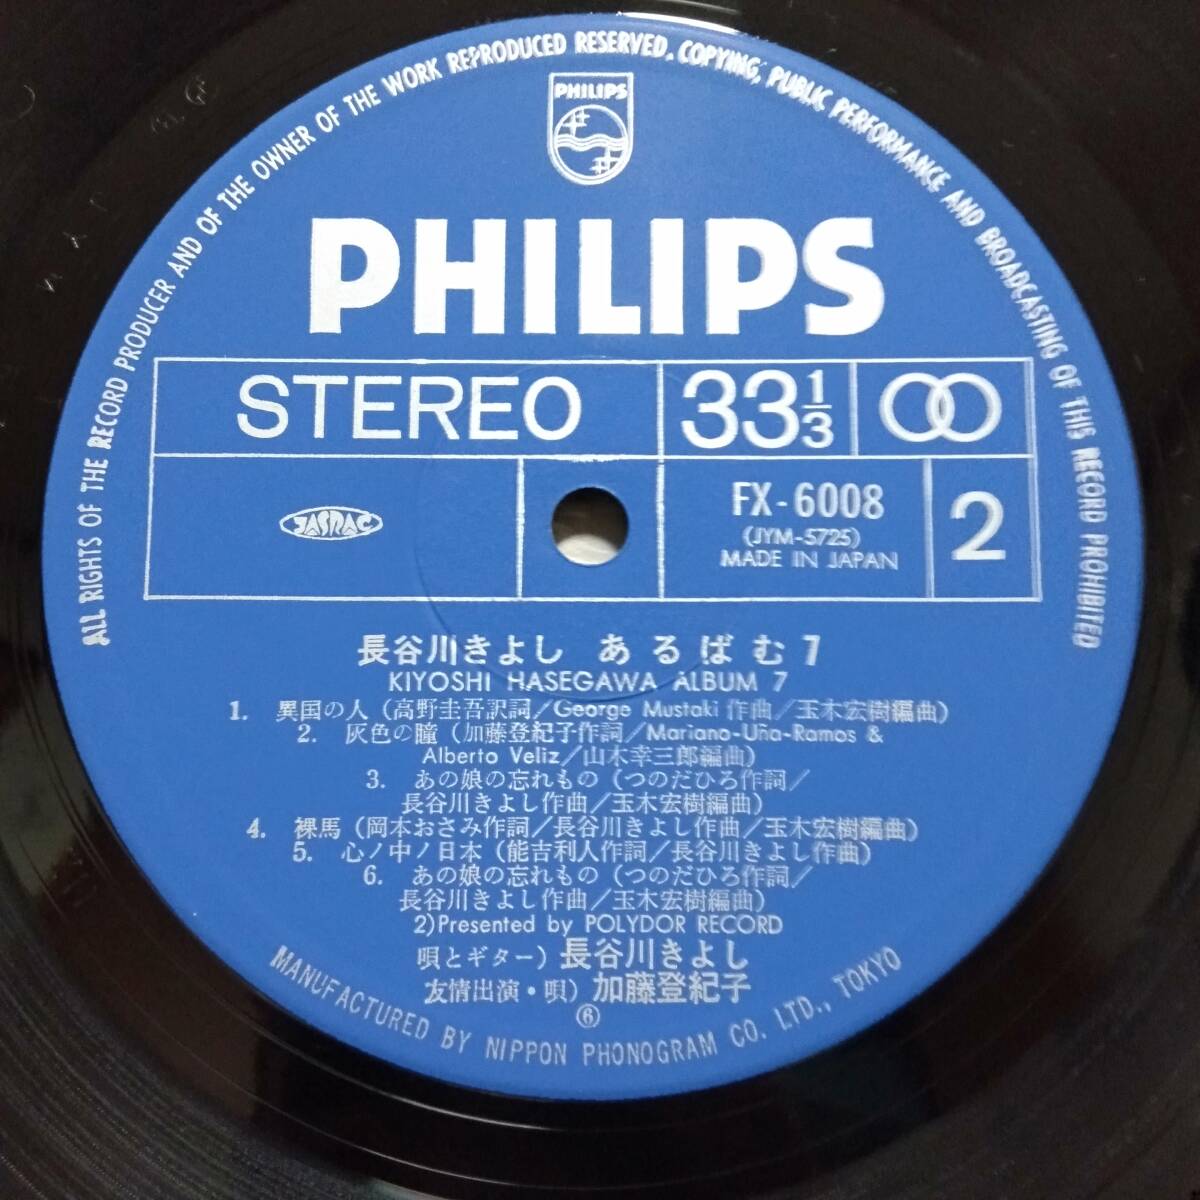 ALL RIGHTS OF THE RECORD PRODUCER AND OF THE OWNER OF THE WORK REPRODUCED RESERVED. COPYING, PUBLIC PERFORMANCE AND BROADCASTING OF THIS RECORD PROHIBITED
PHILIPS
PHILIPS
STEREO 33 1/3
JASRAC
FX-6008
(JYM-5725)
MADE IN JAPAN
2
長谷川きよし あるばむ7
KIYOSHI HASEGAWA ALBUM 7
1. 異国の人（高野圭吾訳詞/George Mustaki作曲/玉木宏樹編曲）
2. 灰色の瞳（加藤登紀子作詞/Mariano-Uña-Ramos &
Alberto Veliz/山木幸三郎編曲）
3. あの娘の忘れもの（つのだひろ作詞/
長谷川きよし作曲/玉木宏樹編曲）
4. 裸馬（岡本おさみ作詞/長谷川きよし作曲/玉木宏樹編曲）
5. 心ノ中ノ日本（能吉利人作詞/長谷川きよし作曲）
6. あの娘の忘れもの（つのだひろ作詞/
長谷川きよし作曲/玉木宏樹編曲）
2)Presented by POLYDOR RECORD
唄とギター）長谷川きよし
友情出演・唄）加藤登紀子
⑥
MANUFACTURED BY NIPPON PHONOGRAM CO. LTD., TOKYO